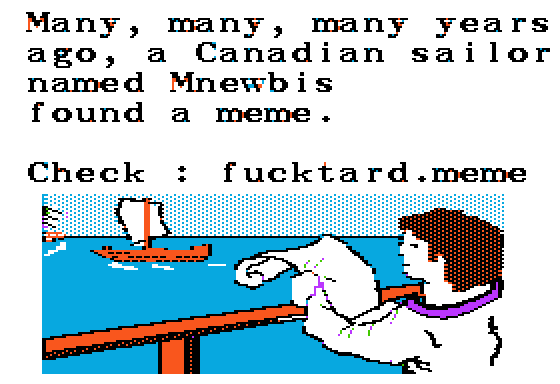 Many, many, many years
ago, a Canadian sailor
named Mnewbis
found a meme.
Check : fucktard.meme